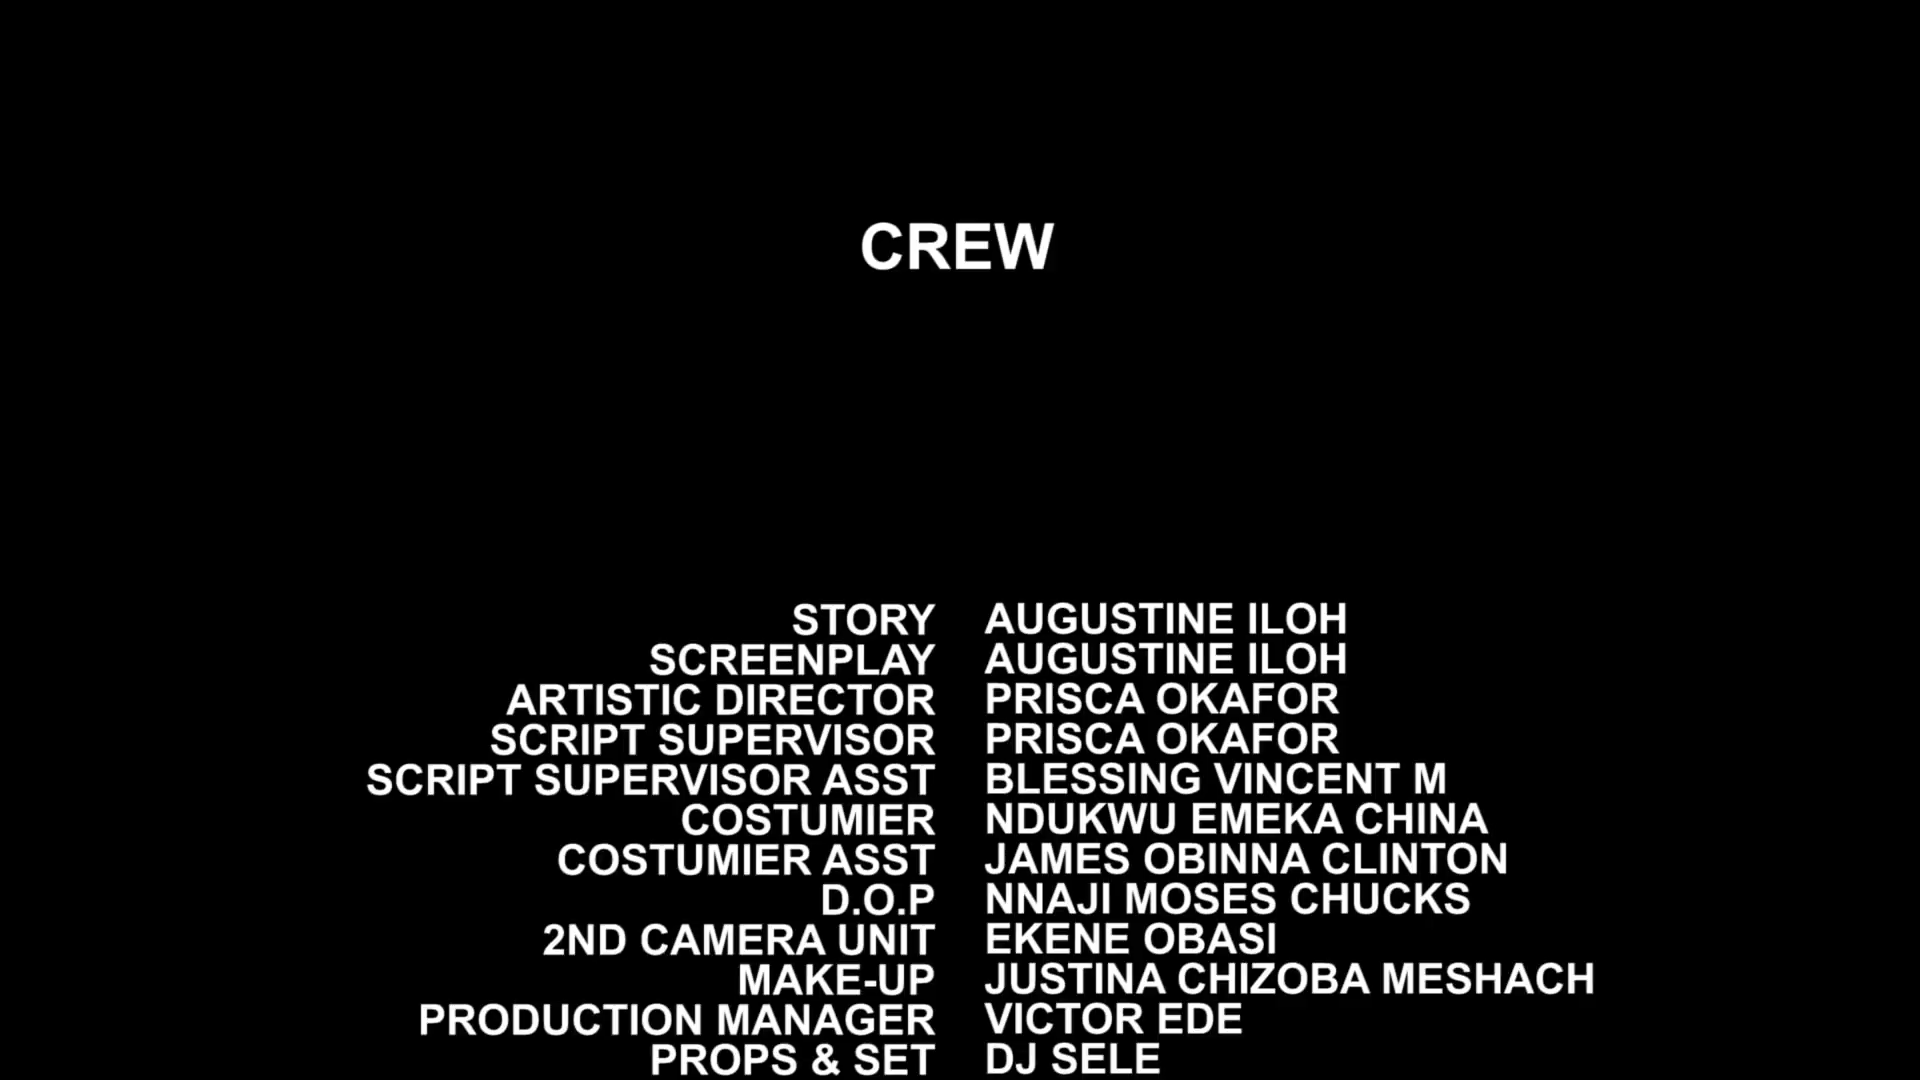 CREW
STORY AUGUSTINE ILOH
SCREENPLAY AUGUSTINE ILOH
ARTISTIC DIRECTOR PRISCA OKAFOR
SCRIPT SUPERVISOR PRISCA OKAFOR
SCRIPT SUPERVISOR ASST BLESSING VINCENT M
COSTUMIER NDUKWU EMEKA CHINA
COSTUMIER ASST JAMES OBINNA CLINTON
D.O.P NNAJI MOSES CHUCKS
2ND CAMERA UNIT EKENE OBASI
MAKE-UP JUSTINA CHIZOBA MESHACH
PRODUCTION MANAGER VICTOR EDE
PROPS & SET DJ SELE